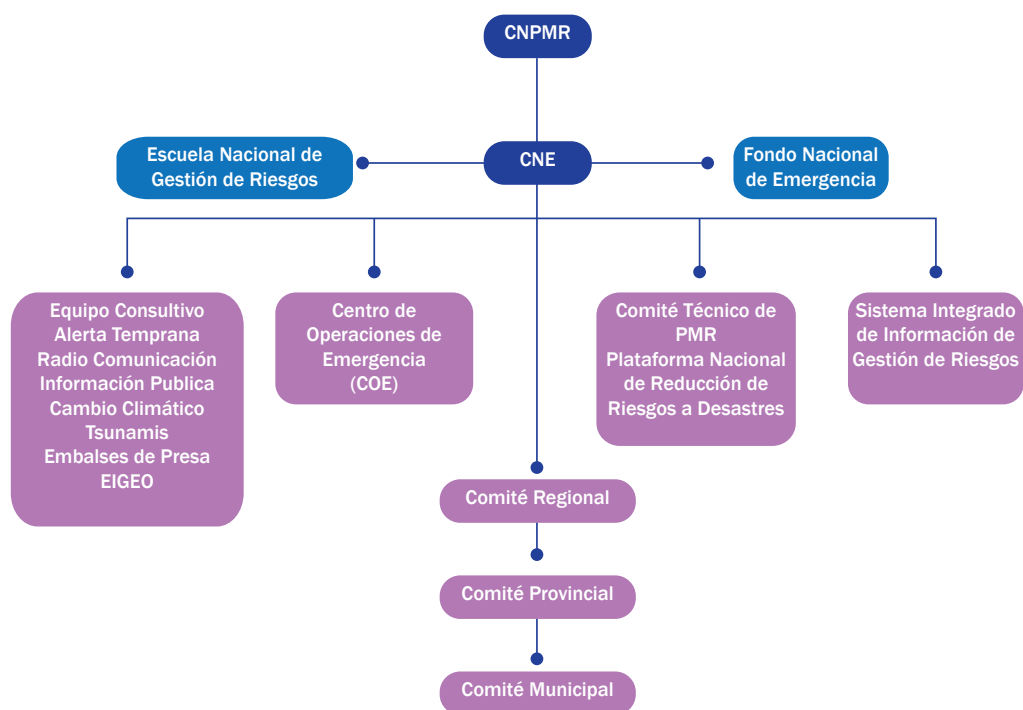 CNPMR
Escuela Nacional de
Gestión de Riesgos
CNE
Fondo Nacional
de Emergencia
Equipo Consultivo
Alerta Temprana
Radio Comunicación
Información Publica
Cambio Climático
Tsunamis
Embalses de Presa
EIGEO
Centro de
Operaciones de
Emergencia
(COE)
Comité Técnico de
PMR
Plataforma Nacional
de Reducción de
Riesgos a Desastres
Sistema Integrado
de Información de
Gestión de Riesgos
Comité Regional
Comité Provincial
Comité Municipal